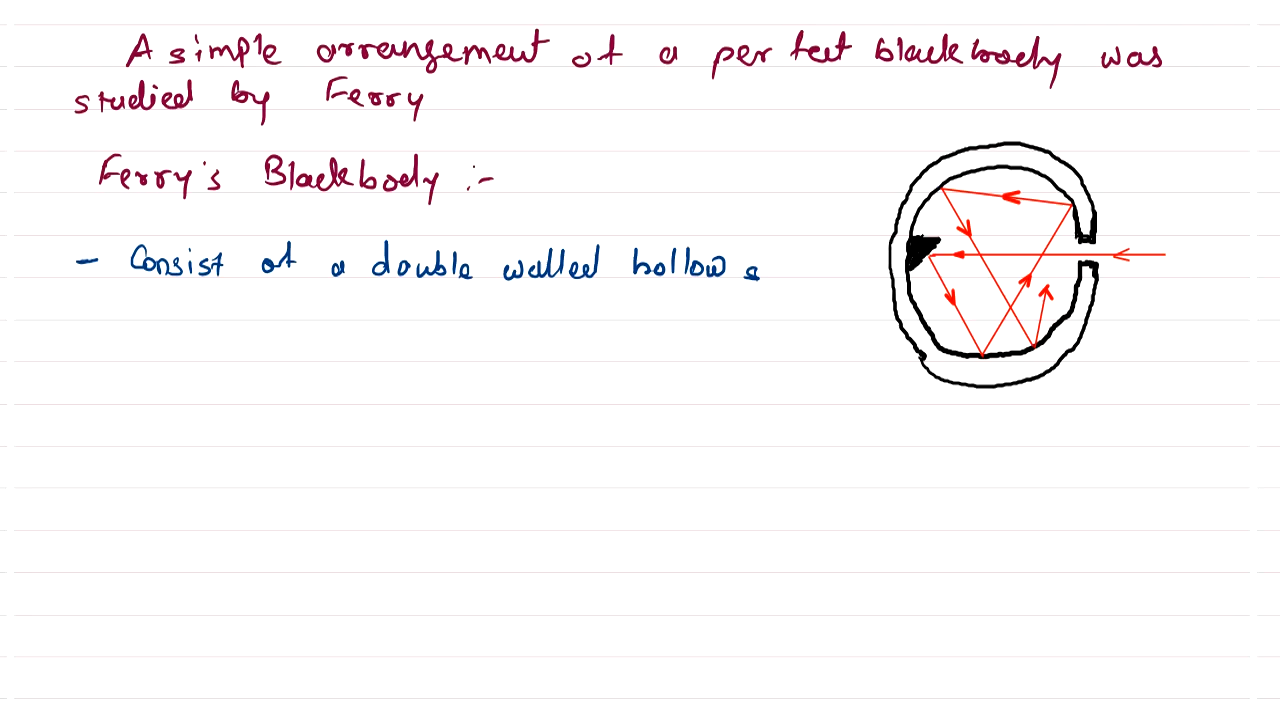 A simple arrangement of a perfect blackbody was
studied by Ferry
Ferry's Blackbody :-
- Consist of a double walled hollow s